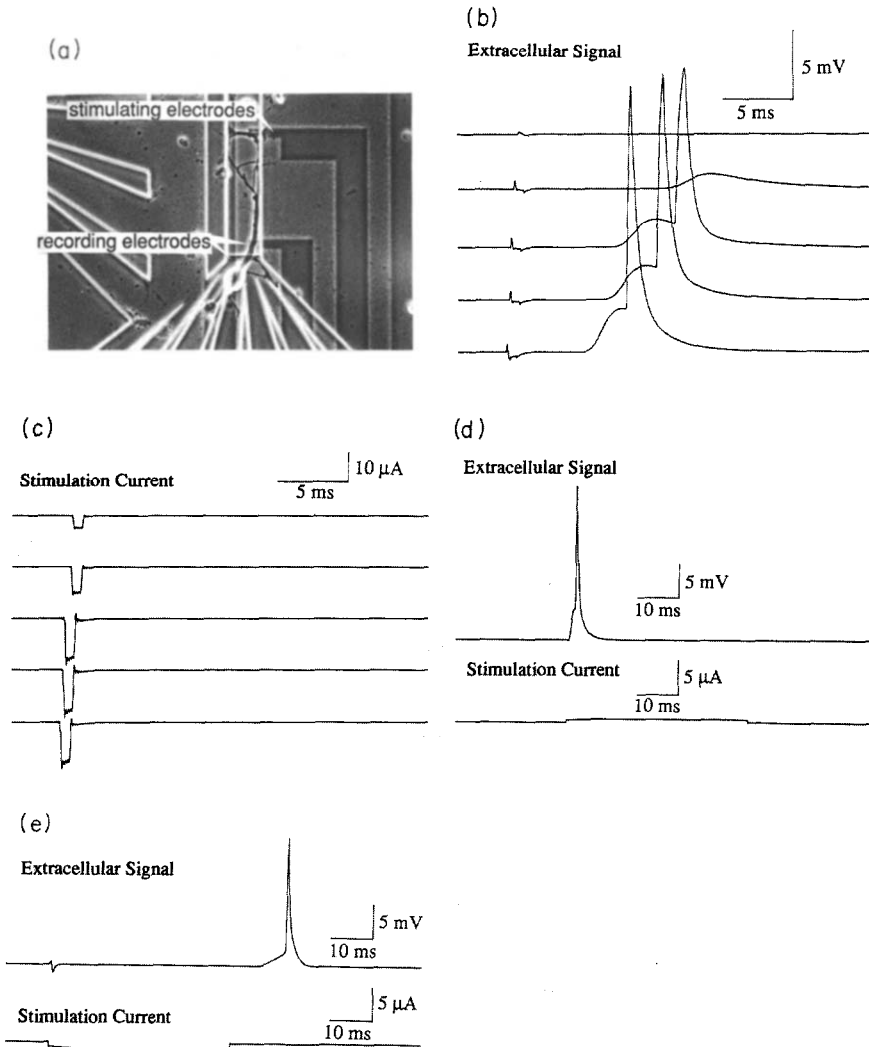 (a)
stimulating electrodes
recording electrodes
(b)
Extracellular Signal
5 mV
5 ms
(c)
Stimulation Current
10 μA
5 ms
(d)
Extracellular Signal
5 mV
10 ms
Stimulation Current
5 μA
10 ms
(e)
Extracellular Signal
5 mV
10 ms
Stimulation Current
5 μA
10 ms